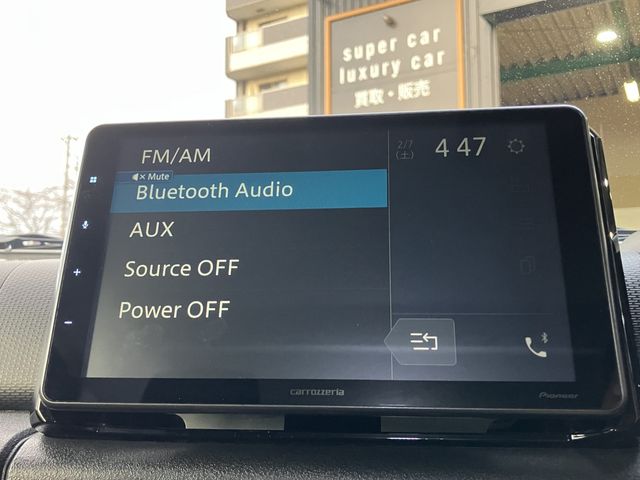 super car
luxury car
買取・販売
FM/AM
Mute
Bluetooth Audio
AUX
Source OFF
Power OFF
2/7
(土)
4 47
carrozzeria
Pioneer